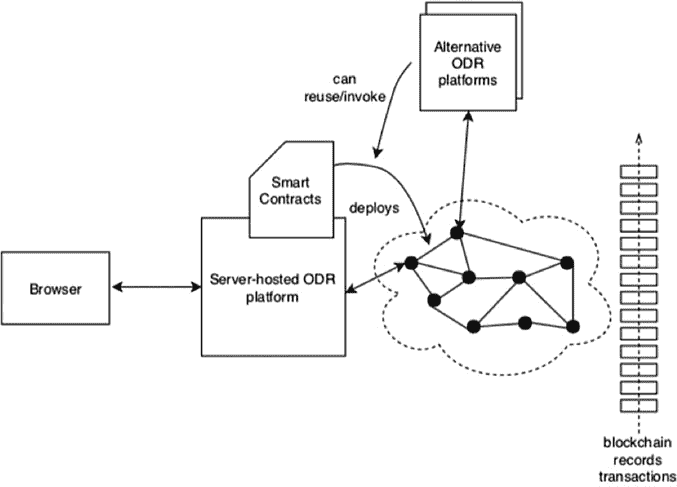 Alternative
ODR
platforms
can
reuse/invoke
Smart
Contracts
deploys
Browser
Server-hosted ODR
platform
blockchain
records
transactions